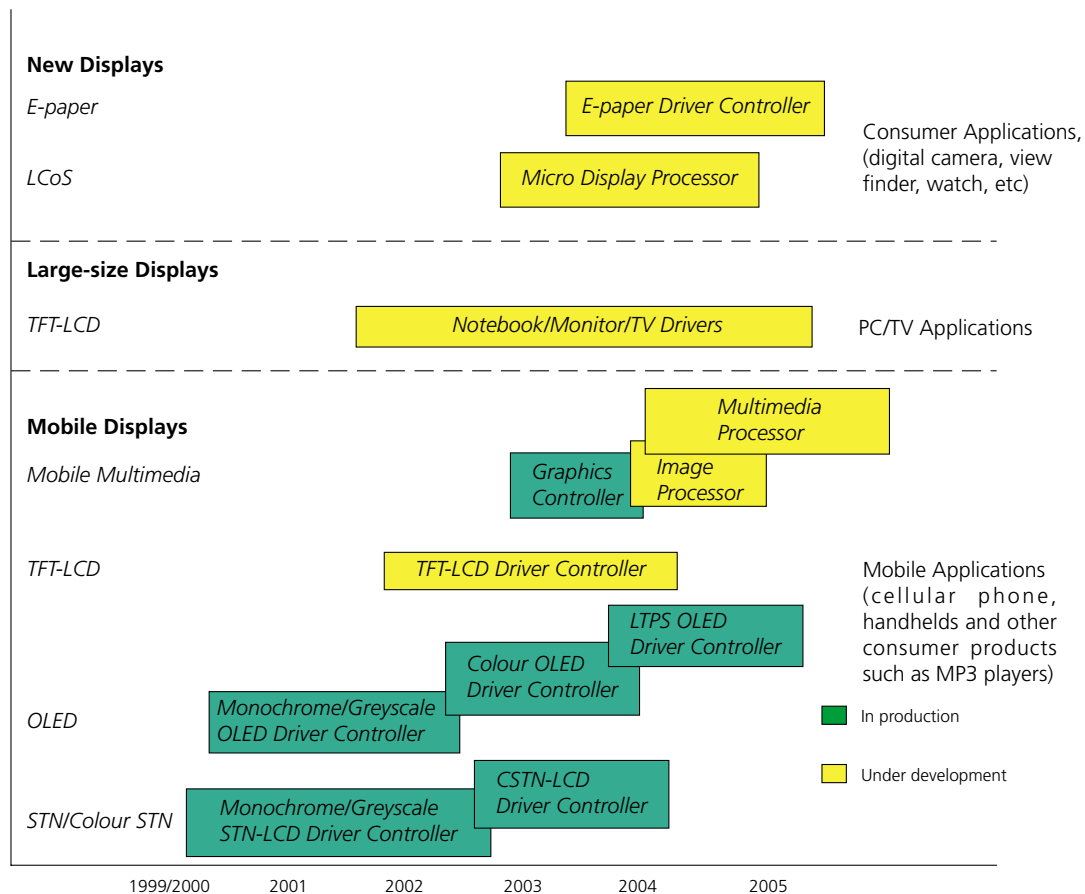 New Displays
E-paper
E-paper Driver Controller
Consumer Applications,
(digital camera, view
finder, watch, etc)
LCoS
Micro Display Processor
Large-size Displays
TFT-LCD
Notebook/Monitor/TV Drivers
PC/TV Applications
Mobile Displays
Multimedia
Processor
Mobile Multimedia
Graphics
Controller
Image
Processor
TFT-LCD
TFT-LCD Driver Controller
Mobile Applications
(cellular phone,
handhelds and other
consumer products
such as MP3 players)
LTPS OLED
Driver Controller
Colour OLED
Driver Controller
OLED
Monochrome/Greyscale
OLED Driver Controller
In production
Under development
CSTN-LCD
Driver Controller
STN/Colour STN
Monochrome/Greyscale
STN-LCD Driver Controller
1999/2000 2001 2002 2003 2004 2005